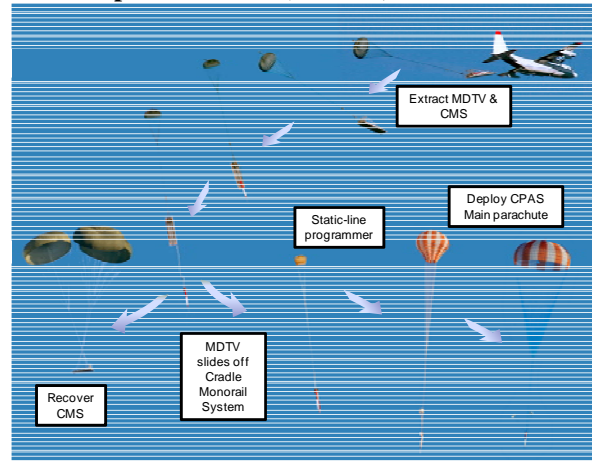 Extract MDTV &
CMS
Deploy CPAS
Main parachute
Static-line
programmer
MDTV
slides off
Cradle
Monorail
System
Recover
CMS